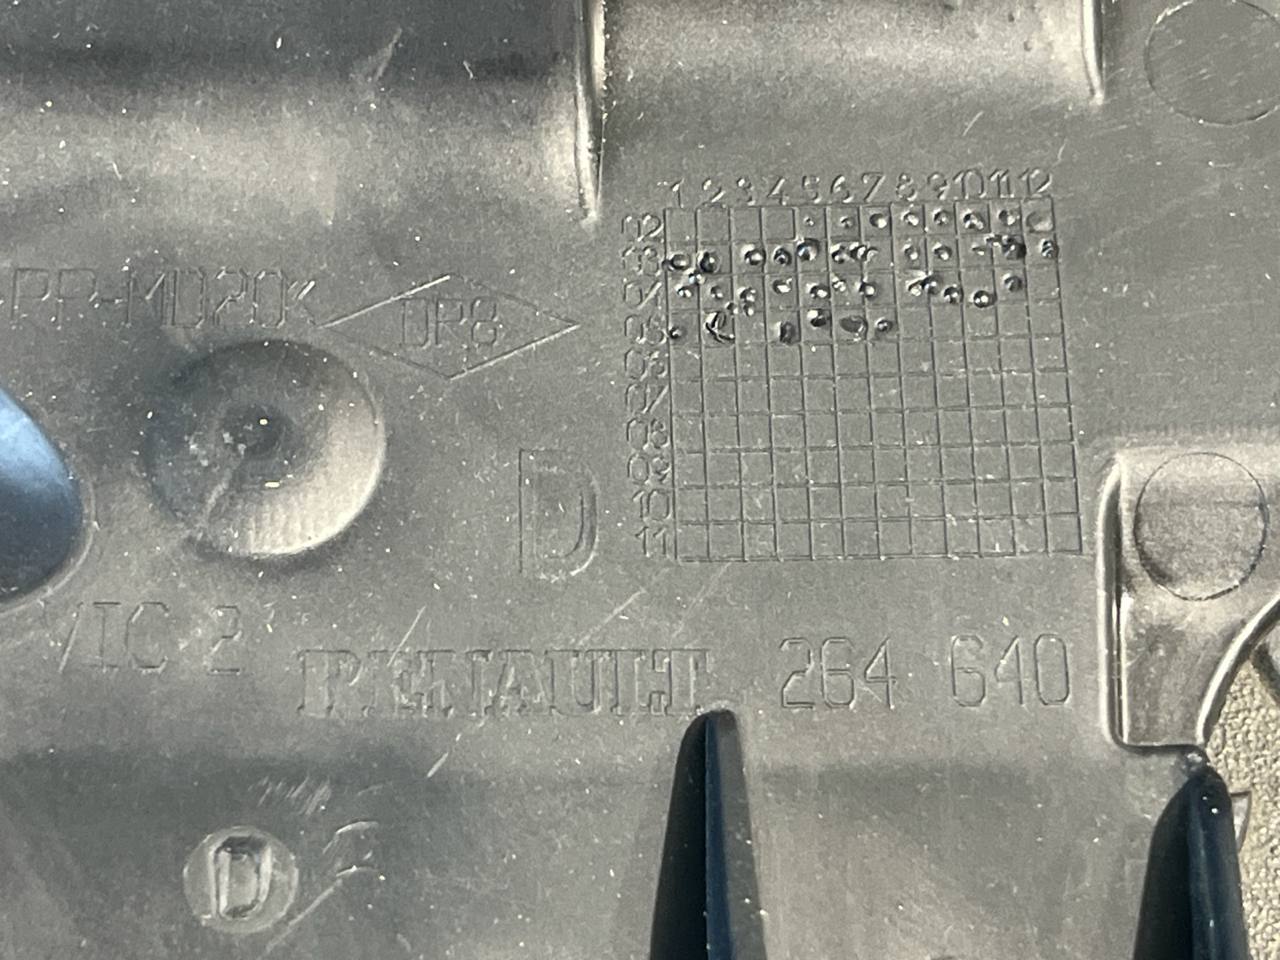 1 2 3 4 5 6 7 8 9 10 11 12
PP-MD20K
DP8
D
VIC 2
RENAULT 264 640
D